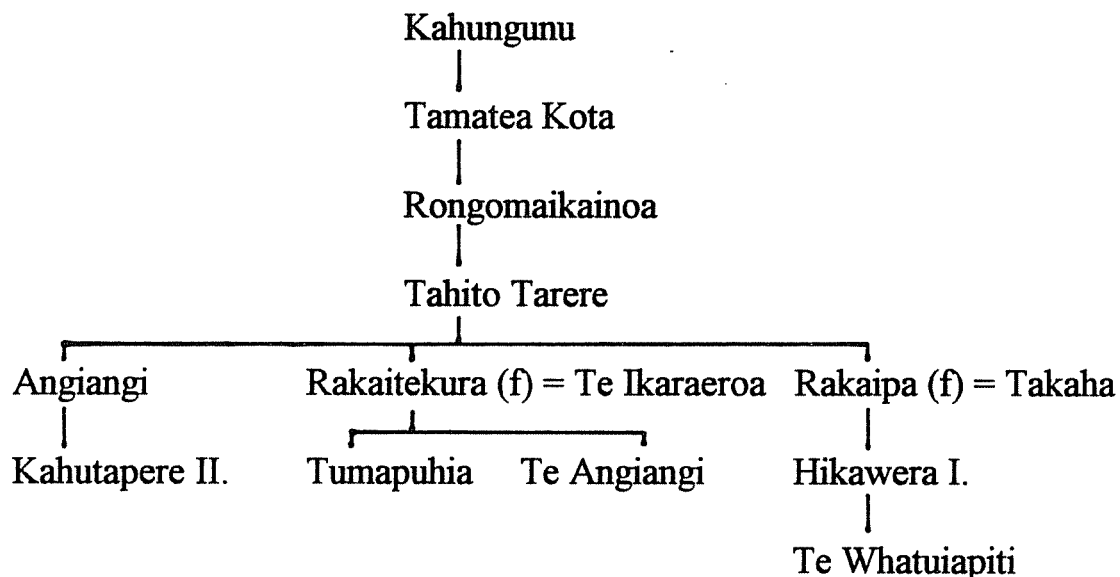 Kahungunu
Tamatea Kota
Rongomaikainoa
Tahito Tarere
Angiangi Rakaitekura (f) = Te Ikaraeroa Rakaipa (f) = Takaha
Kahutapere II. Tumapuhia Te Angiangi Hikawera I.
Te Whatuiapiti